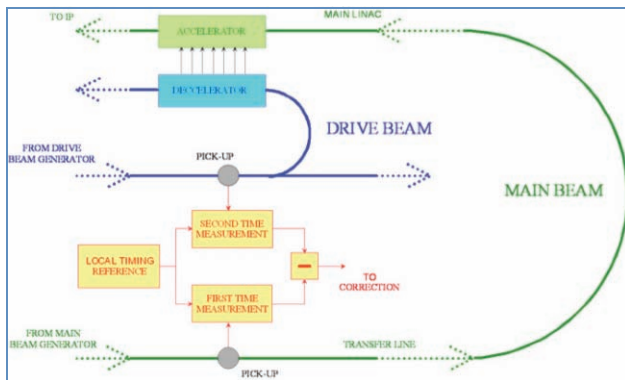 TO IP
ACCELERATOR
MAIN LINAC
DECCELERATOR
DRIVE BEAM
FROM DRIVE
BEAM GENERATOR
PICK-UP
MAIN BEAM
SECOND TIME
MEASUREMENT
LOCAL TIMING
REFERENCE
TO
CORRECTION
FIRST TIME
MEASUREMENT
FROM MAIN
BEAM GENERATOR
TRANSFER LINE
PICK-UP